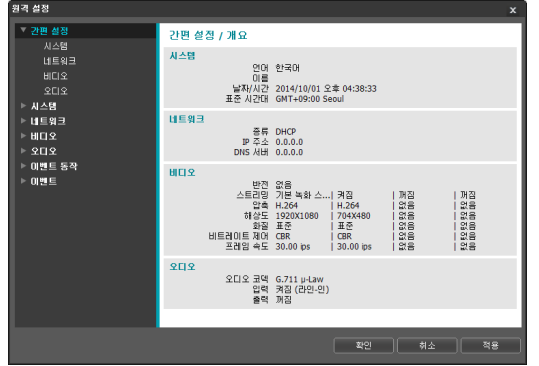 원격 설정 x
▼ 간편 설정
시스템
네트워크
비디오
오디오
▶ 시스템
▶ 네트워크
▶ 비디오
▶ 오디오
▶ 이벤트 동작
▶ 이벤트
간편 설정 / 개요
시스템
언어 한국어
이름
날짜/시간 2014/10/01 오후 04:38:33
표준 시간대 GMT+09:00 Seoul
네트워크
종류 DHCP
IP 주소 0.0.0.0
DNS 서버 0.0.0.0
비디오
반전 없음
스트리밍 기본 녹화 스... | 켜짐 | 꺼짐 | 꺼짐
압축 H.264 | H.264 | 없음 | 없음
해상도 1920X1080 | 704X480 | 없음 | 없음
화질 표준 | 표준 | 없음 | 없음
비트레이트 제어 CBR | CBR | 없음 | 없음
프레임 속도 30.00 ips | 30.00 ips | 없음 | 없음
오디오
오디오 코덱 G.711 μ-Law
입력 켜짐 (라인-인)
출력 꺼짐
확인 취소 적용